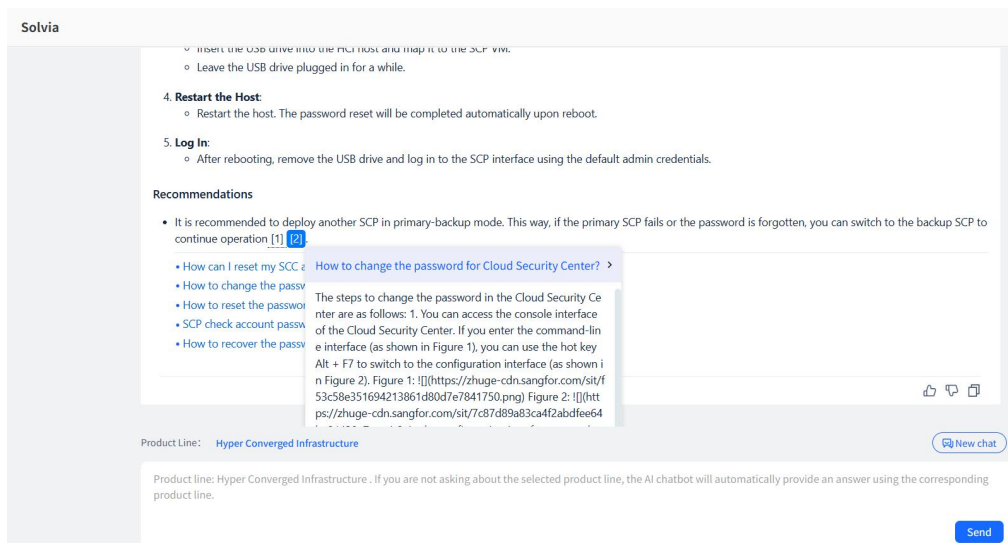 Solvia
Insert the USB drive into the HCI host and map it to the SCP VM.
Leave the USB drive plugged in for a while.
4. Restart the Host:
Restart the host. The password reset will be completed automatically upon reboot.
5. Log In:
After rebooting, remove the USB drive and log in to the SCP interface using the default admin credentials.
Recommendations
• It is recommended to deploy another SCP in primary-backup mode. This way, if the primary SCP fails or the password is forgotten, you can switch to the backup SCP to
continue operation [1] [2].
• How can I reset my SCC
• How to change the passw
• How to reset the passwor
• SCP check account passw
• How to recover the passw
How to change the password for Cloud Security Center? >
The steps to change the password in the Cloud Security Ce
nter are as follows: 1. You can access the console interface
of the Cloud Security Center. If you enter the command-lin
e interface (as shown in Figure 1), you can use the hot key
Alt + F7 to switch to the configuration interface (as shown i
n Figure 2). Figure 1: ![](https://zhuge-cdn.sangfor.com/sit/f
53c58e351694213861d80d7e7841750.png) Figure 2: ![](htt
ps://zhuge-cdn.sangfor.com/sit/7c87d89a83ca4f2abdfee64
Product Line: Hyper Converged Infrastructure
New chat
Product line: Hyper Converged Infrastructure . If you are not asking about the selected product line, the AI chatbot will automatically provide an answer using the corresponding
product line.
Send